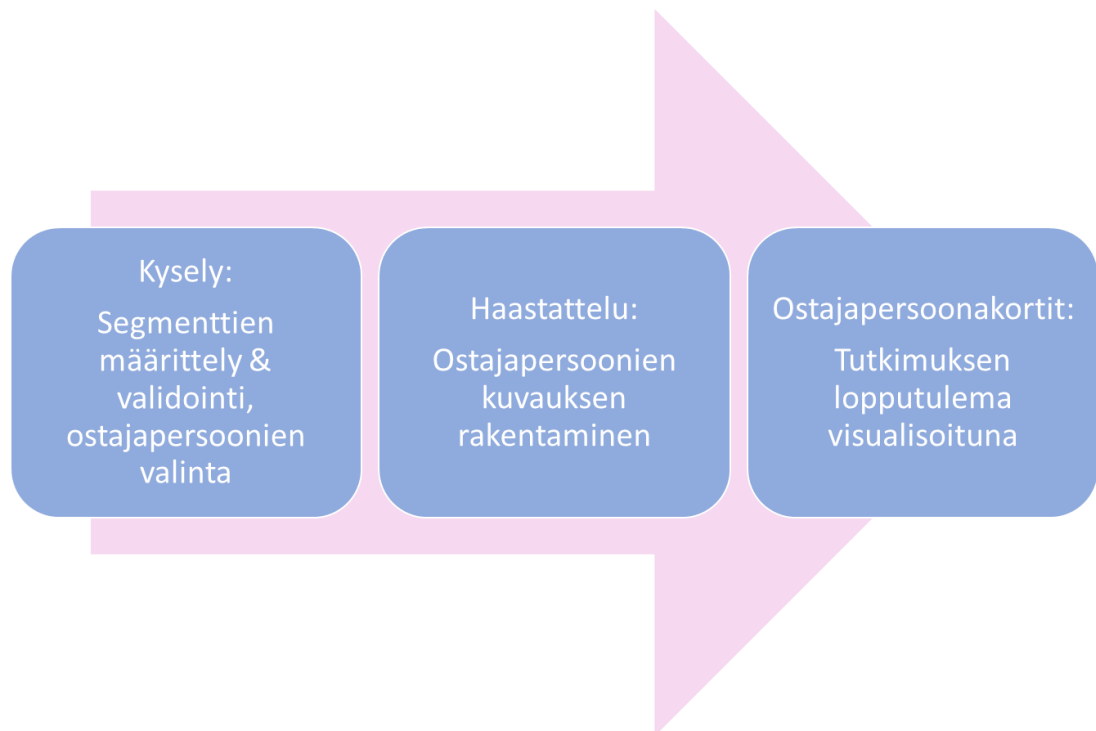 Kysely:
Segmenttien
määrittely &
validointi,
ostajapersoonien
valinta
Haastattelu:
Ostajapersoonien
kuvauksen
rakentaminen
Ostajapersoonakortit:
Tutkimuksen
lopputulema
visualisoituna